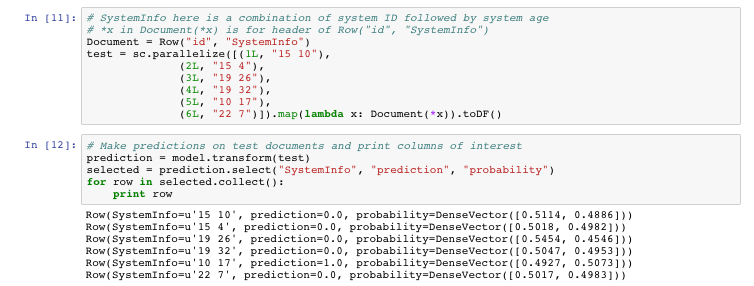 In [11]: # SystemInfo here is a combination of system ID followed by system age
# *x in Document(*x) is for header of Row("id", "SystemInfo")
Document = Row("id", "SystemInfo")
test = sc.parallelize([(1L, "15 10"),
(2L, "15 4"),
(3L, "19 26"),
(4L, "19 32"),
(5L, "10 17"),
(6L, "22 7")]).map(lambda x: Document(*x)).toDF()
In [12]: # Make predictions on test documents and print columns of interest
prediction = model.transform(test)
selected = prediction.select("SystemInfo", "prediction", "probability")
for row in selected.collect():
print row
Row(SystemInfo=u'15 10', prediction=0.0, probability=DenseVector([0.5114, 0.4886]))
Row(SystemInfo=u'15 4', prediction=0.0, probability=DenseVector([0.5018, 0.4982]))
Row(SystemInfo=u'19 26', prediction=0.0, probability=DenseVector([0.5454, 0.4546]))
Row(SystemInfo=u'19 32', prediction=0.0, probability=DenseVector([0.5047, 0.4953]))
Row(SystemInfo=u'10 17', prediction=1.0, probability=DenseVector([0.4927, 0.5073]))
Row(SystemInfo=u'22 7', prediction=0.0, probability=DenseVector([0.5017, 0.4983]))